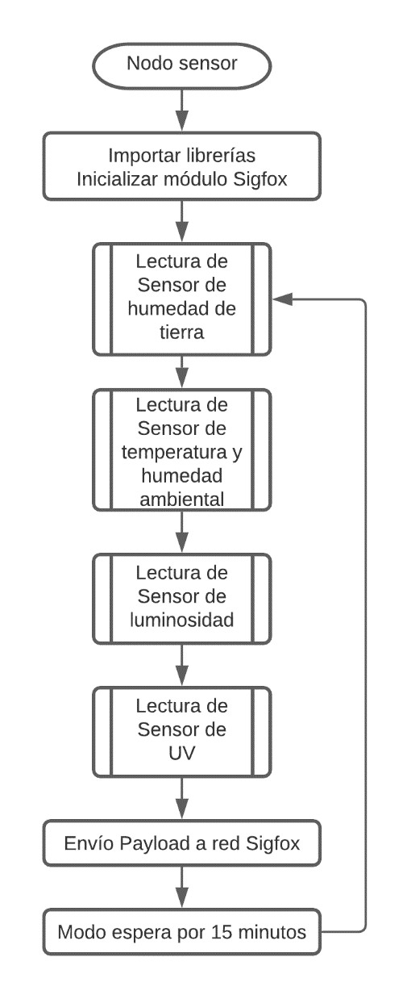 Nodo sensor
Importar librerías
Inicializar módulo Sigfox
Lectura de
Sensor de
humedad de
tierra
Lectura de
Sensor de
temperatura y
humedad
ambiental
Lectura de
Sensor de
luminosidad
Lectura de
Sensor de
UV
Envío Payload a red Sigfox
Modo espera por 15 minutos